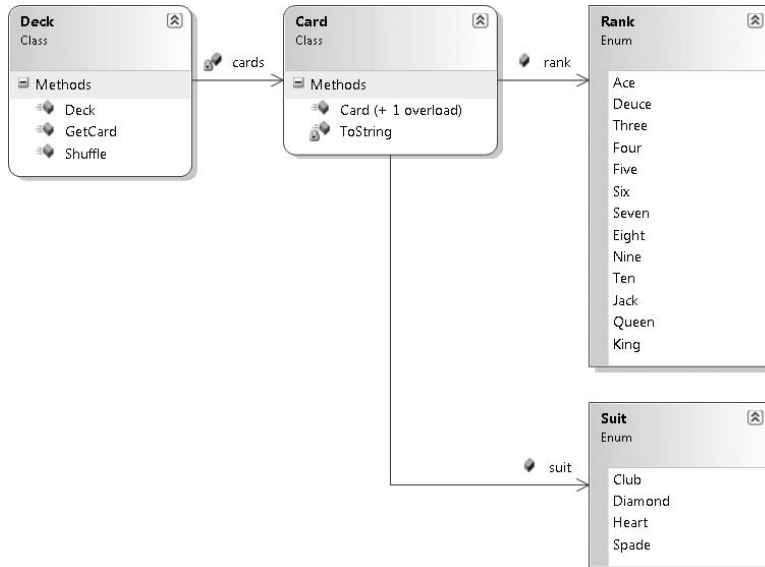 Deck
Class
Methods
Deck
GetCard
Shuffle
cards
Card
Class
Methods
Card (+ 1 overload)
ToString
rank
Rank
Enum
Ace
Deuce
Three
Four
Five
Six
Seven
Eight
Nine
Ten
Jack
Queen
King
suit
Suit
Enum
Club
Diamond
Heart
Spade